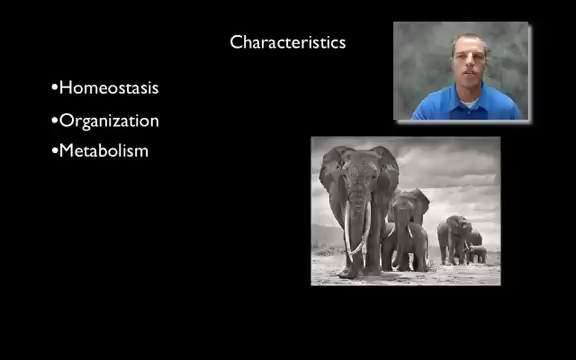 Characteristics
•Homeostasis
•Organization
•Metabolism